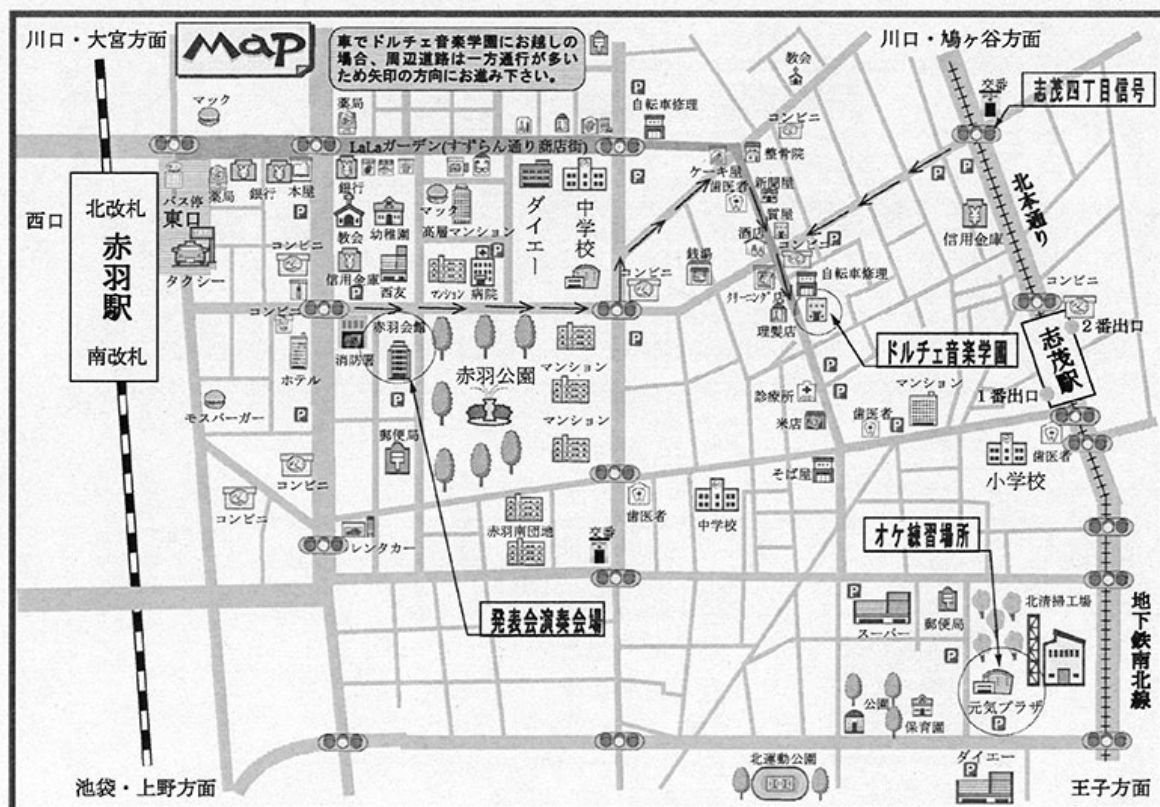 川口・大宮方面
Map
車でドルチェ音楽学園にお越しの
場合、周辺道路は一方通行が多い
ため矢印の方向にお進み下さい。
川口・鳩ヶ谷方面
交番
志茂四丁目信号
教会
コンビニ
整骨院
マック
薬局
自転車修理
LaLaガーデン(すずらん通り商店街)
ケーキ屋
歯医者
新聞屋
質屋
酒店
コンビニ
北本通り
信用金庫
西口
北改札
赤羽駅
南改札
バス停
東口
タクシー
薬局
銀行
本屋
銀行
教会
幼稚園
マック
高層マンション
ダイエー
中学校
コンビニ
信用金庫
西友
マンション
病院
コンビニ
銭湯
クリーニング店
自転車修理
理髪店
コンビニ
コンビニ
消防署
赤羽会館
ドルチェ音楽学園
志茂駅
2番出口
1番出口
ホテル
赤羽公園
マンション
マンション
モスバーガー
診療所
マンション
米店
歯医者
郵便局
コンビニ
コンビニ
そば屋
小学校
歯医者
歯医者
中学校
レンタカー
赤羽南団地
交番
オケ練習場所
発表会演奏会場
スーパー
郵便局
北清掃工場
地下鉄南北線
公園
保育園
元気プラザ
P
池袋・上野方面
北運動公園
ダイエー
王子方面